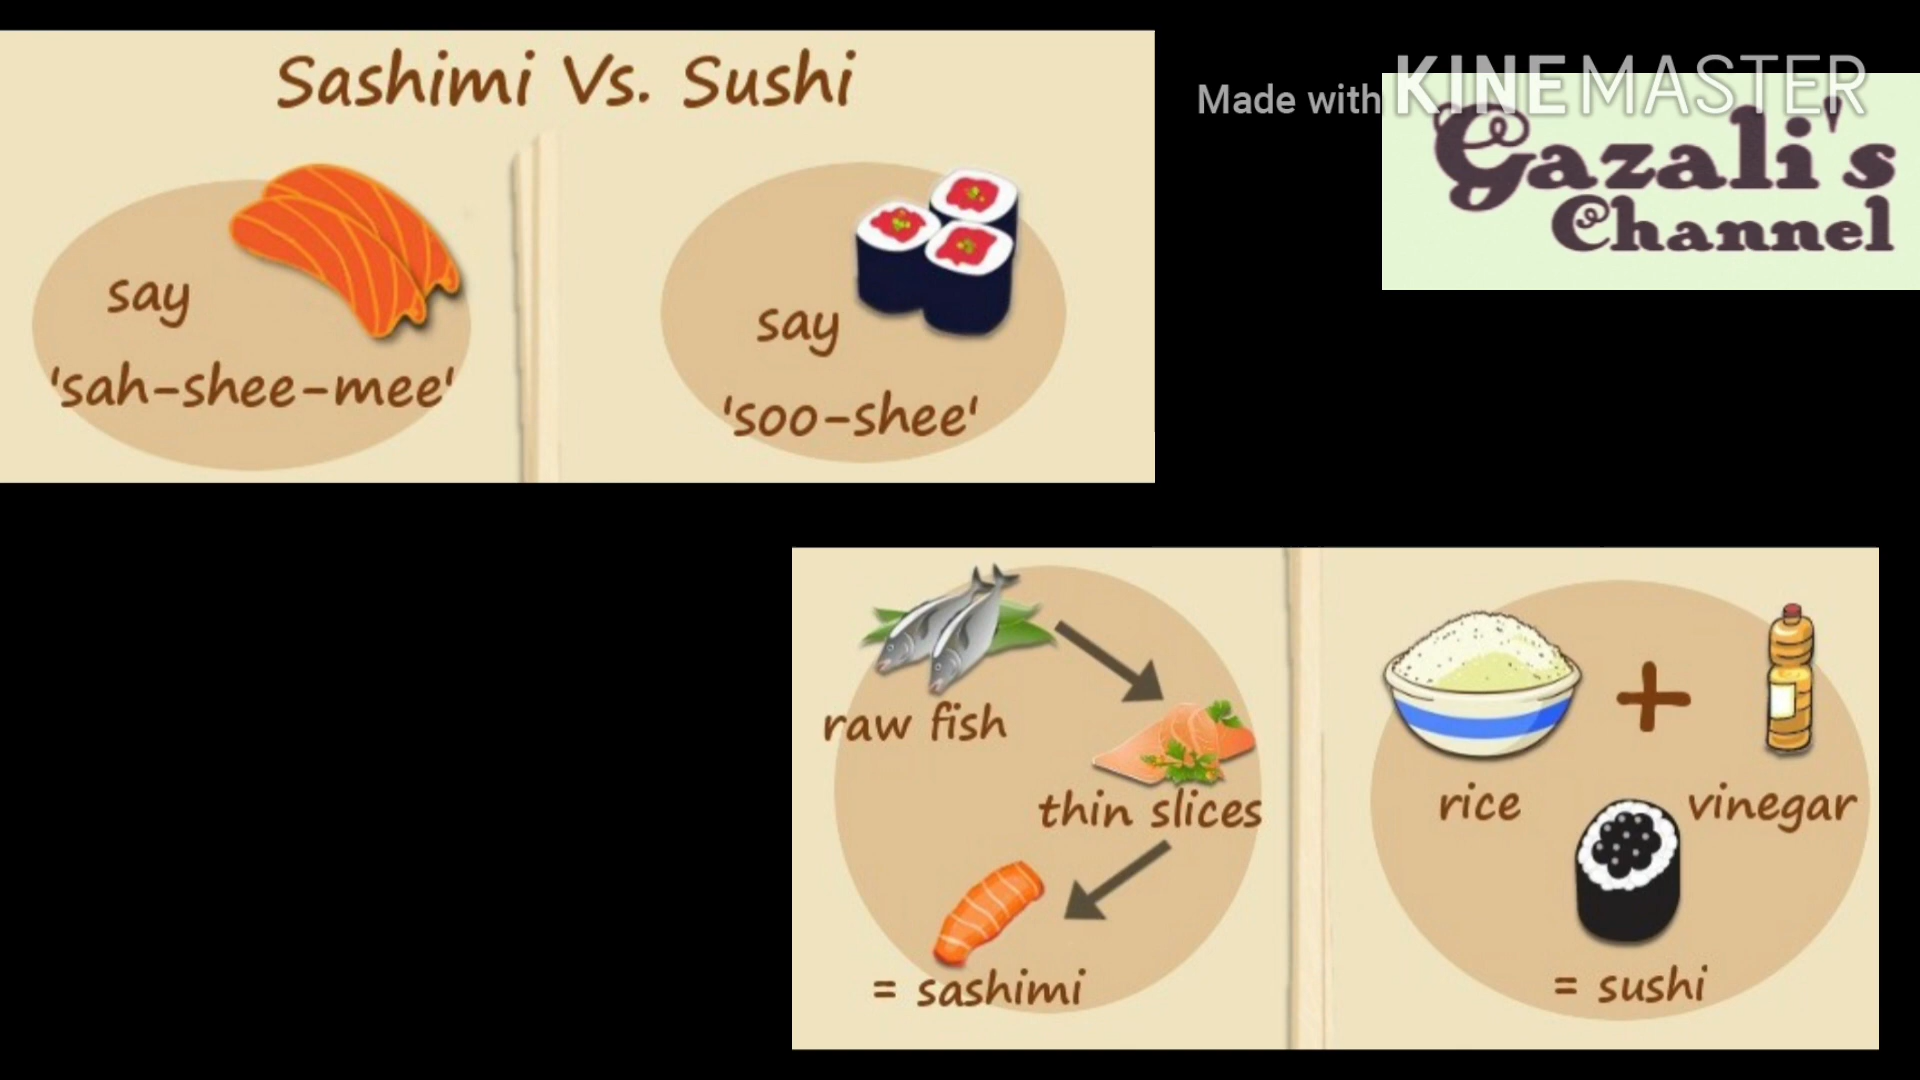 Sashimi Vs. Sushi
say
'sah-shee-mee'
say
'soo-shee'
Made with KINEMASTER
Gazali's
Channel
raw fish
thin slices
= sashimi
rice
+
vinegar
= sushi